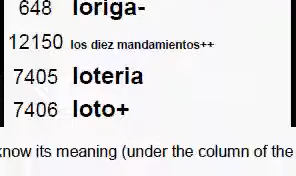 648 loriga-
12150 los diez mandamientos++
7405 loteria
7406 loto+
know its meaning (under the column of the